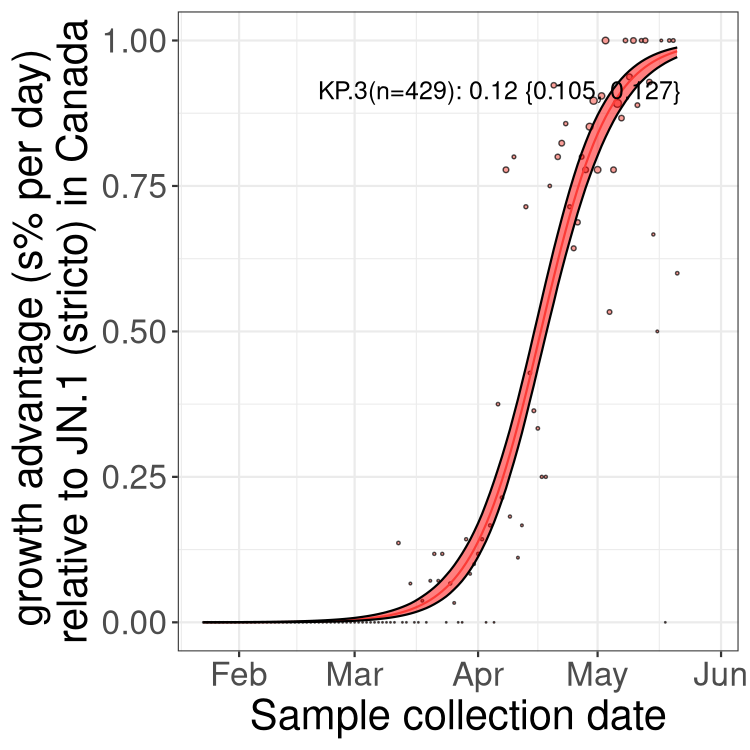 growth advantage (s% per day)
relative to JN.1 (stricto) in Canada
1.00
0.75
0.50
0.25
0.00
KP.3(n=429): 0.12 {0.105, 0.127}
Feb Mar Apr May Jun
Sample collection date